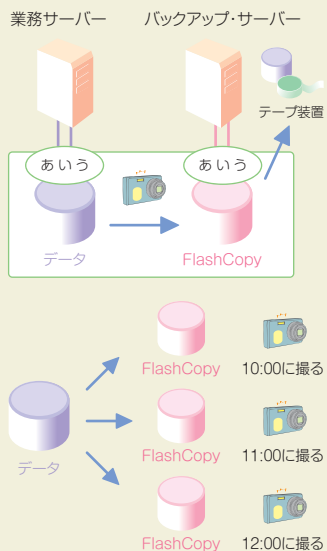 業務サーバー
バックアップ・サーバー
テープ装置
あいう
あいう
データ
FlashCopy
FlashCopy
10:00に撮る
FlashCopy
11:00に撮る
データ
FlashCopy
12:00に撮る